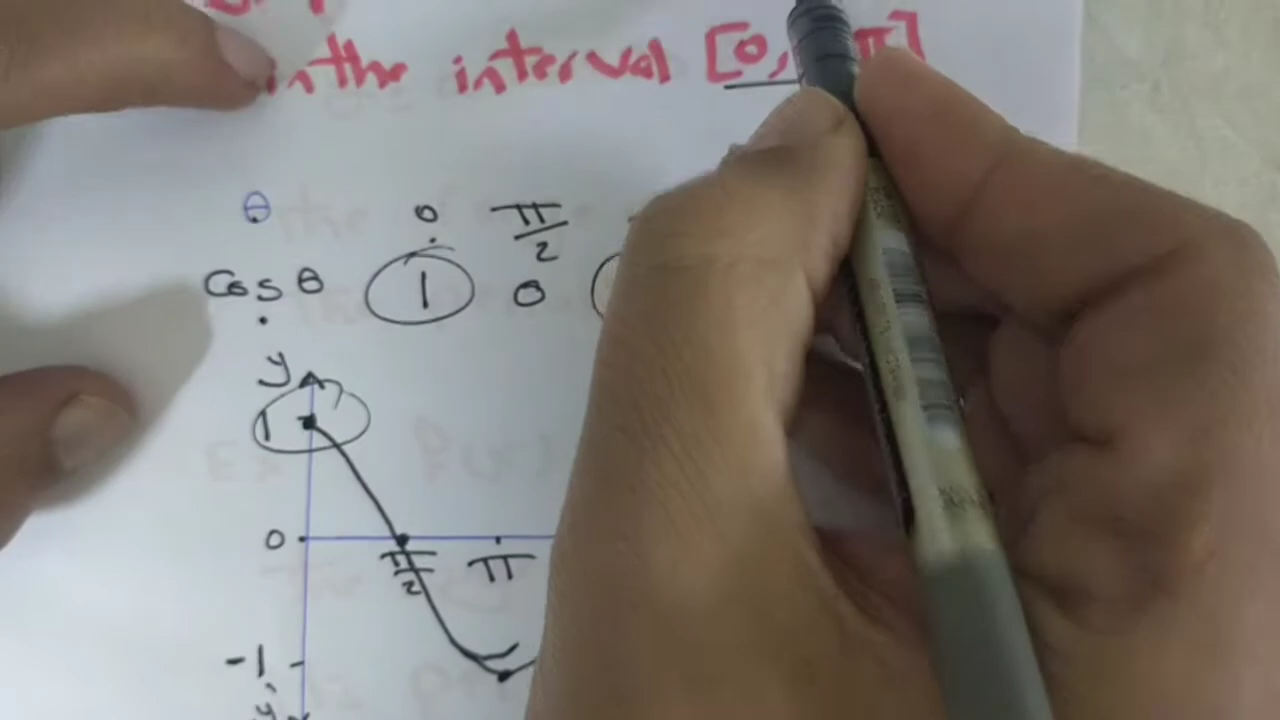 in the interval [0, π]
θ 0 π/2
Cos θ 1 0
y
1
0
π/2 π
-1
y